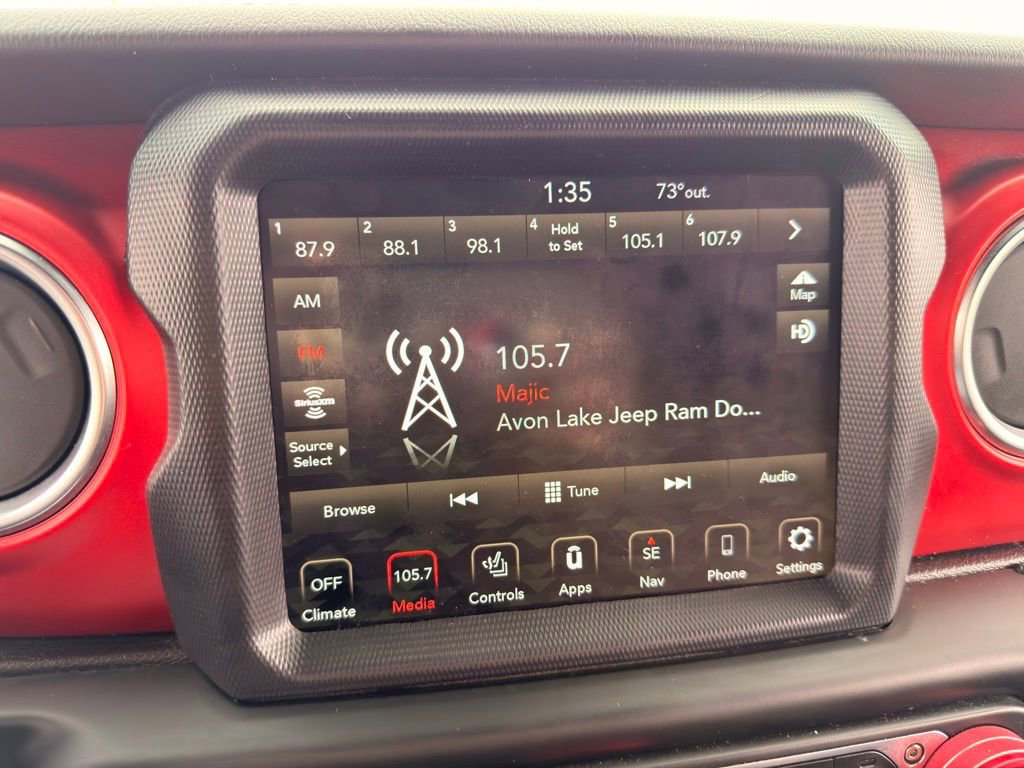 1:35 73° out.
1 87.9 2 88.1 3 98.1 4 Hold to Set 5 105.1 6 107.9
AM
Map
FM
HD
105.7
SiriusXM
Majic
Avon Lake Jeep Ram Do...
Source
Select
Browse Tune Audio
OFF 105.7 SE
Climate Media Controls Apps Nav Phone Settings